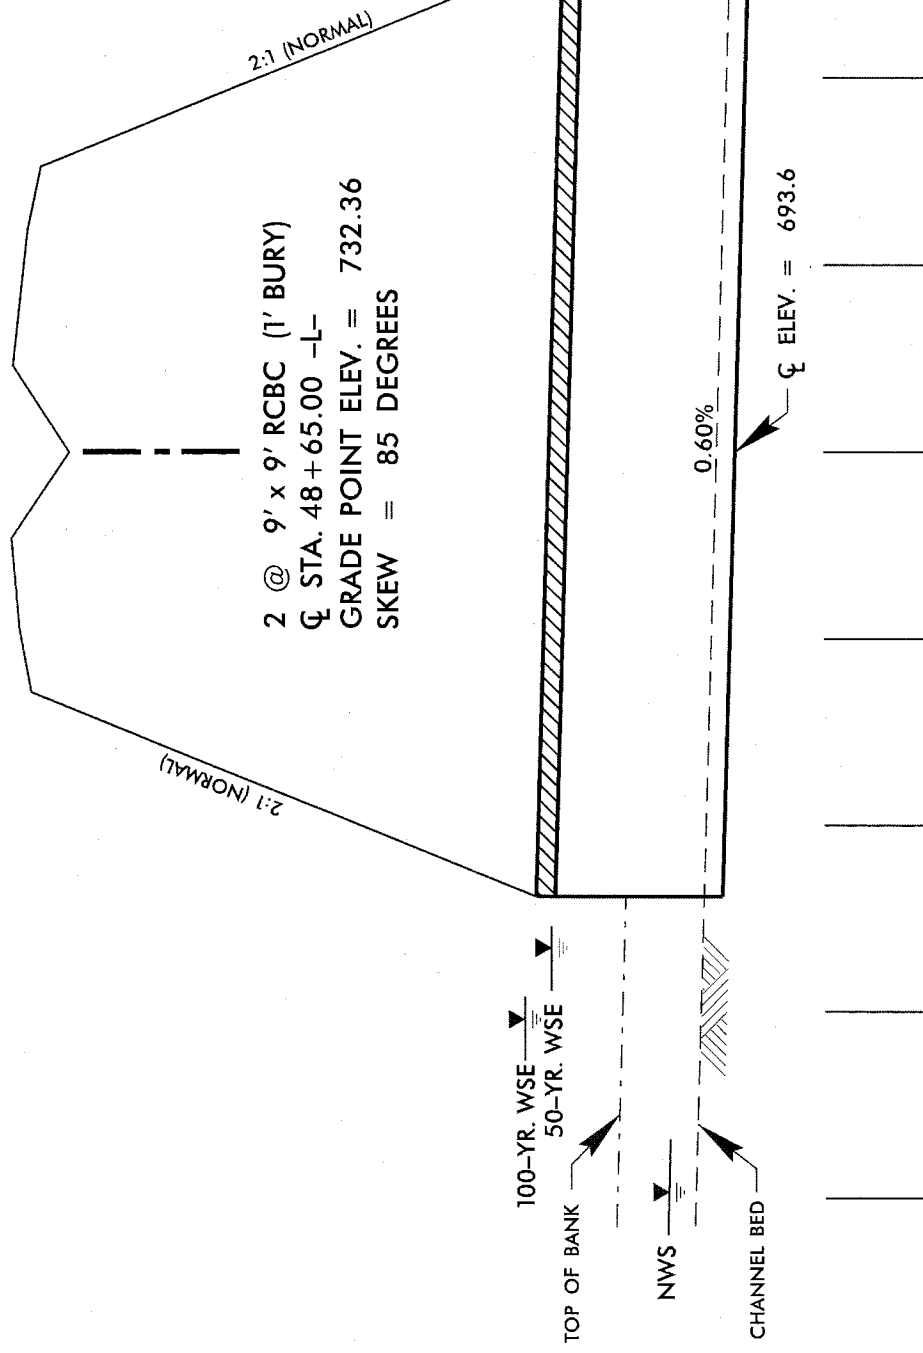 2:1 (NORMAL)
2:1 (NORMAL)
2 @ 9' x 9' RCBC (1' BURY)
℄ STA. 48+65.00 -L-
GRADE POINT ELEV. = 732.36
SKEW = 85 DEGREES
100-YR. WSE
50-YR. WSE
TOP OF BANK
NWS
CHANNEL BED
0.60%
℄ ELEV. = 693.6